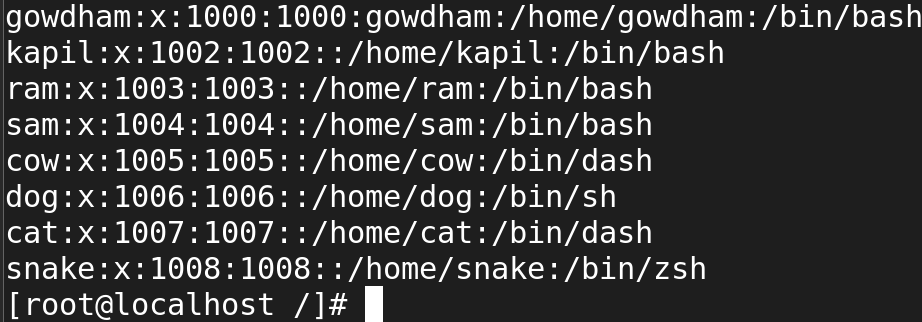 gowdham:x:1000:1000:gowdham:/home/gowdham:/bin/bash
kapil:x:1002:1002::/home/kapil:/bin/bash
ram:x:1003:1003::/home/ram:/bin/bash
sam:x:1004:1004::/home/sam:/bin/bash
cow:x:1005:1005::/home/cow:/bin/dash
dog:x:1006:1006::/home/dog:/bin/sh
cat:x:1007:1007::/home/cat:/bin/dash
snake:x:1008:1008::/home/snake:/bin/zsh
[root@localhost /]#